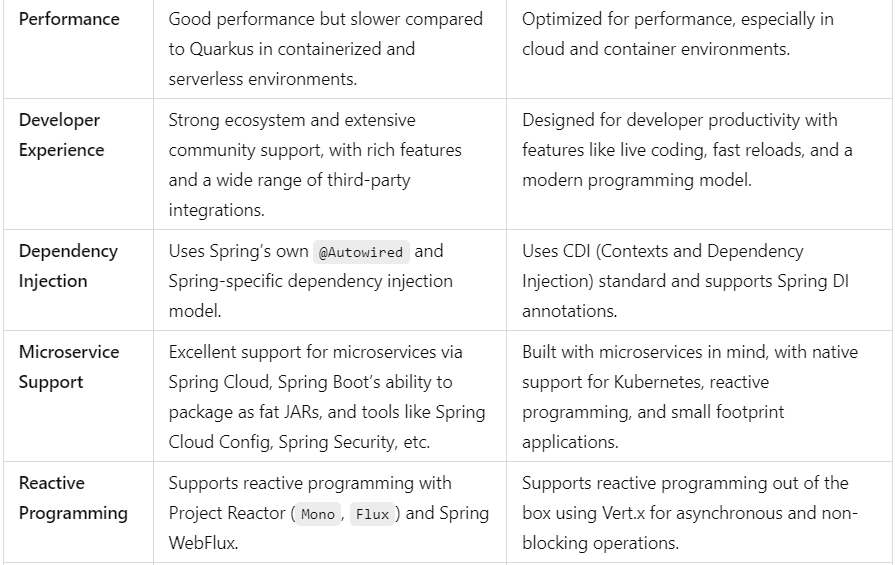 Performance
Good performance but slower compared
to Quarkus in containerized and
serverless environments.
Optimized for performance, especially in
cloud and container environments.
Developer
Experience
Strong ecosystem and extensive
community support, with rich features
and a wide range of third-party
integrations.
Designed for developer productivity with
features like live coding, fast reloads, and a
modern programming model.
Dependency
Injection
Uses Spring’s own @Autowired and
Spring-specific dependency injection
model.
Uses CDI (Contexts and Dependency
Injection) standard and supports Spring DI
annotations.
Microservice
Support
Excellent support for microservices via
Spring Cloud, Spring Boot’s ability to
package as fat JARs, and tools like Spring
Cloud Config, Spring Security, etc.
Built with microservices in mind, with native
support for Kubernetes, reactive
programming, and small footprint
applications.
Reactive
Programming
Supports reactive programming with
Project Reactor (Mono, Flux) and Spring
WebFlux.
Supports reactive programming out of the
box using Vert.x for asynchronous and non-
blocking operations.